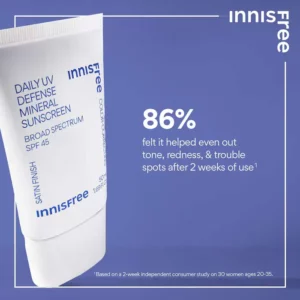 INNISFree
DAILY UV
DEFENSE
MINERAL
SUNSCREEN
BROAD SPECTRUM
SPF 45
SATIN FINISH
INNISFree
INNISFree
86%
felt it helped even out
tone, redness, & trouble
spots after 2 weeks of use¹
¹Based on a 2-week independent consumer study on 30 women ages 20-35.